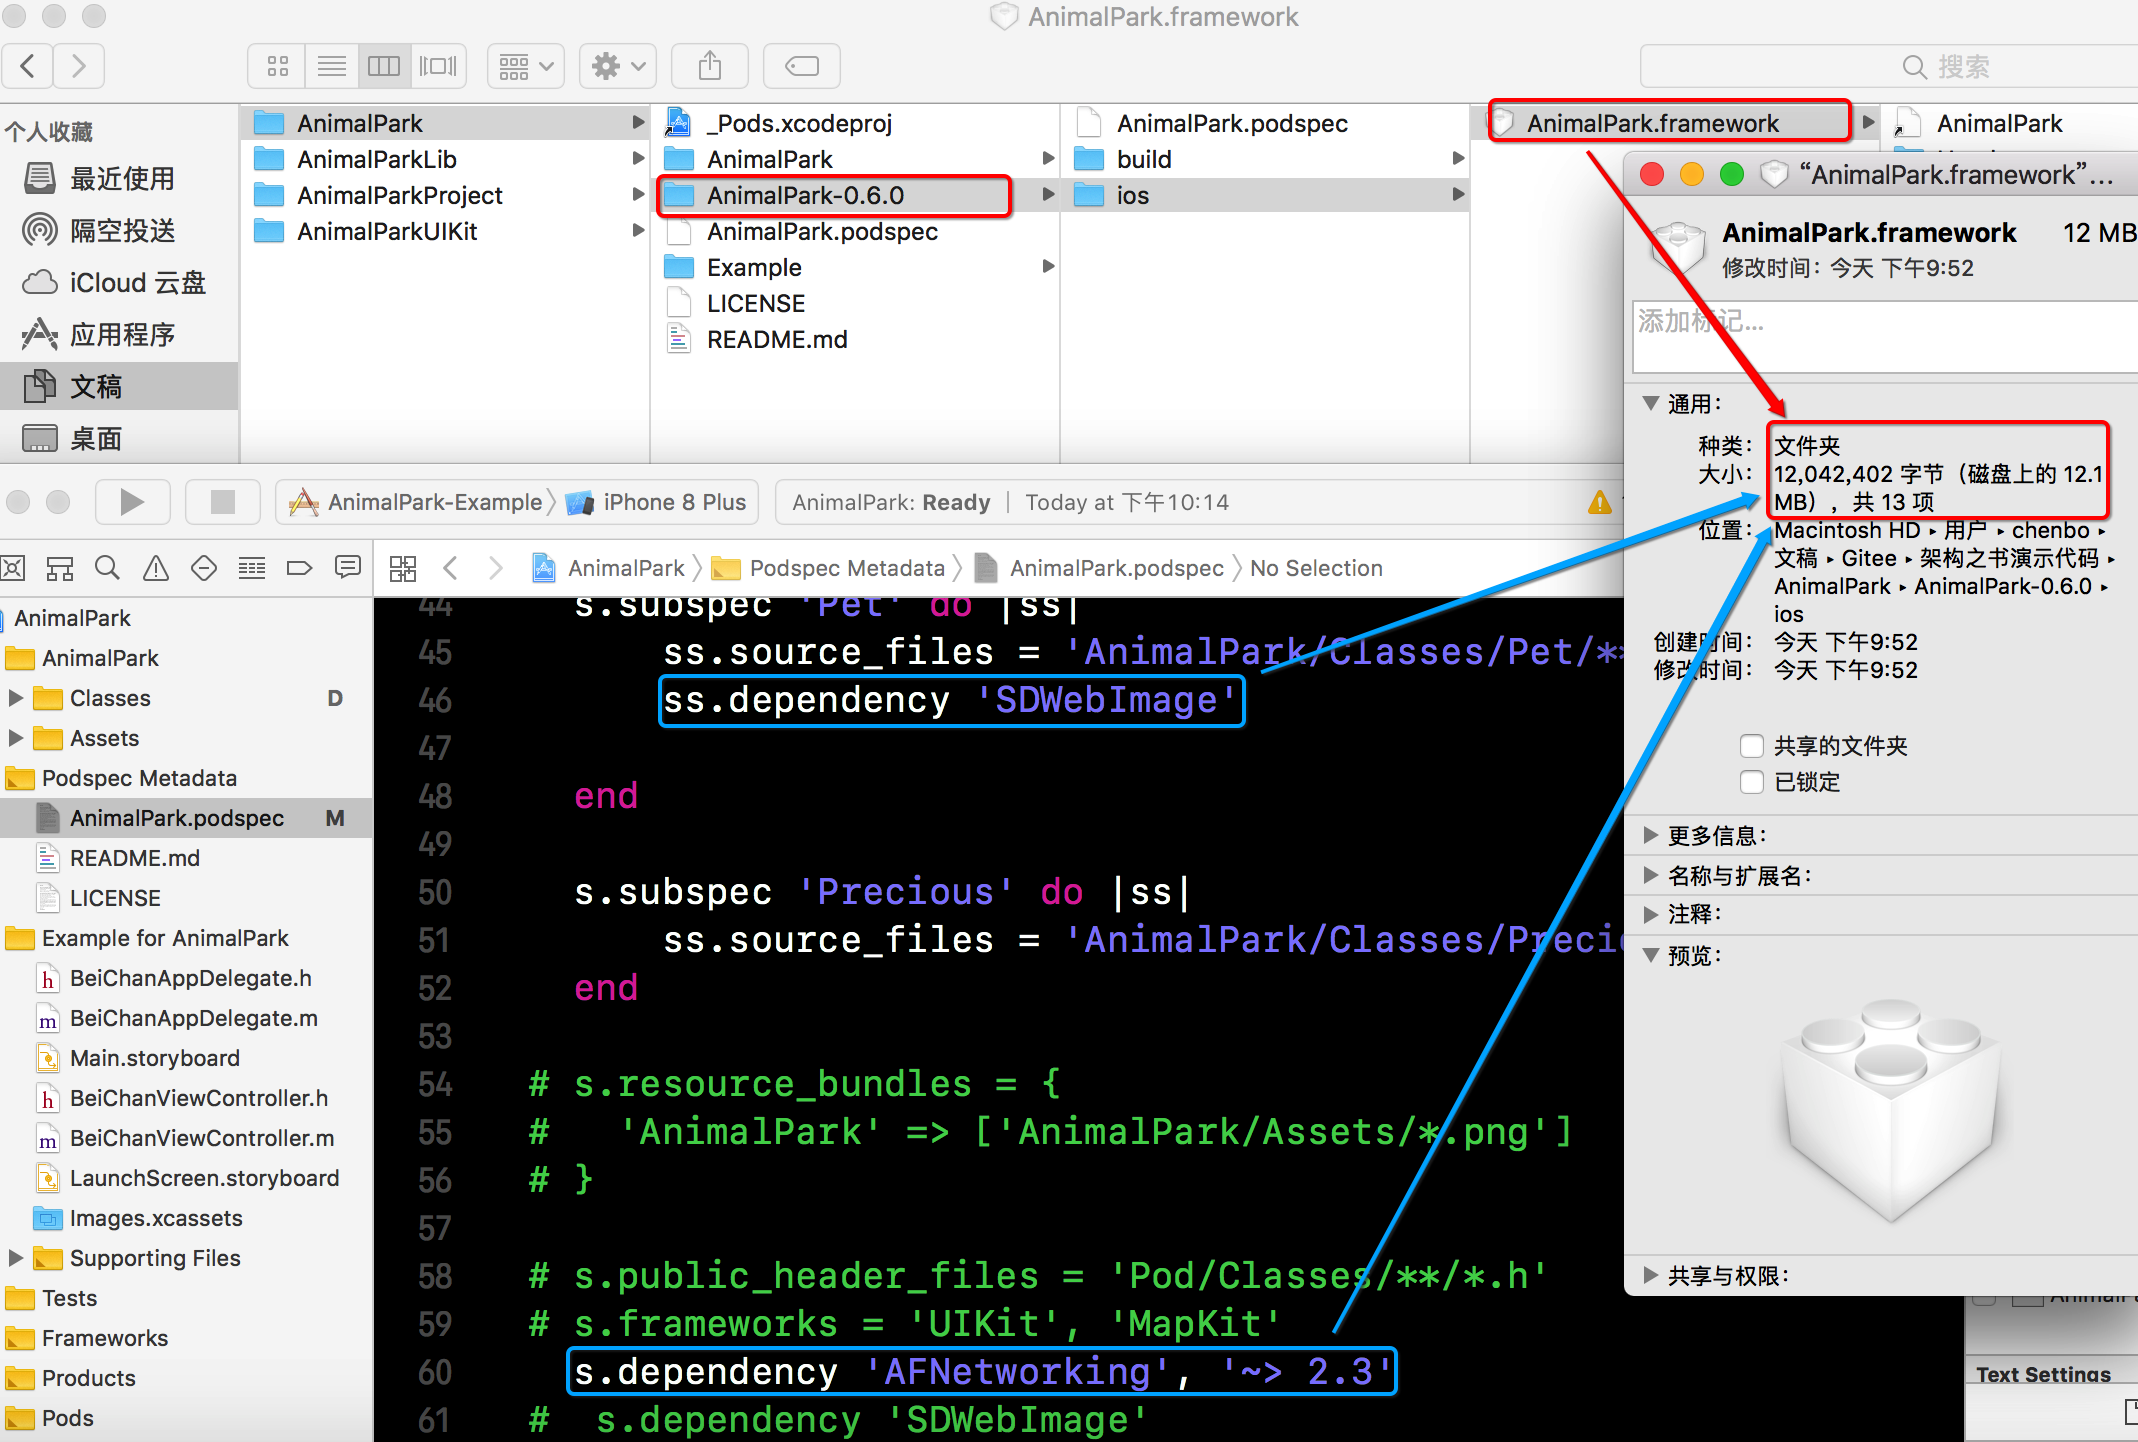 AnimalPark.framework
搜索
个人收藏
最近使用
隔空投送
iCloud 云盘
应用程序
文稿
桌面
AnimalPark
AnimalParkLib
AnimalParkProject
AnimalParkUIKit
_Pods.xcodeproj
AnimalPark
AnimalPark-0.6.0
AnimalPark.podspec
Example
LICENSE
README.md
AnimalPark.podspec
build
ios
AnimalPark.framework
AnimalPark
“AnimalPark.framework”...
AnimalPark.framework 12 MB
修改时间：今天 下午9:52
添加标记...
通用：
种类： 文件夹
大小： 12,042,402 字节（磁盘上的 12.1
MB），共 13 项
位置： Macintosh HD ▸ 用户 ▸ chenbo ▸
文稿 ▸ Gitee ▸ 架构之书演示代码 ▸
AnimalPark ▸ AnimalPark-0.6.0 ▸
ios
创建时间： 今天 下午9:52
修改时间： 今天 下午9:52
共享的文件夹
已锁定
更多信息：
名称与扩展名：
注释：
预览：
共享与权限：
AnimalPark-Example〉 iPhone 8 Plus
AnimalPark: Ready | Today at 下午10:14
AnimalPark 〉 Podspec Metadata 〉 AnimalPark.podspec 〉 No Selection
AnimalPark
AnimalPark
Classes D
Assets
Podspec Metadata
AnimalPark.podspec M
README.md
LICENSE
Example for AnimalPark
BeiChanAppDelegate.h
BeiChanAppDelegate.m
Main.storyboard
BeiChanViewController.h
BeiChanViewController.m
LaunchScreen.storyboard
Images.xcassets
Supporting Files
Tests
Frameworks
Products
Pods
44 s.subspec 'Pet' do |ss|
45 ss.source_files = 'AnimalPark/Classes/Pet/**
46 ss.dependency 'SDWebImage'
47
48 end
49
50 s.subspec 'Precious' do |ss|
51 ss.source_files = 'AnimalPark/Classes/Preci
52 end
53
54 # s.resource_bundles = {
55 # 'AnimalPark' => ['AnimalPark/Assets/*.png']
56 # }
57
58 # s.public_header_files = 'Pod/Classes/**/*.h'
59 # s.frameworks = 'UIKit', 'MapKit'
60 s.dependency 'AFNetworking', '~> 2.3'
61 # s.dependency 'SDWebImage'
Text Settings